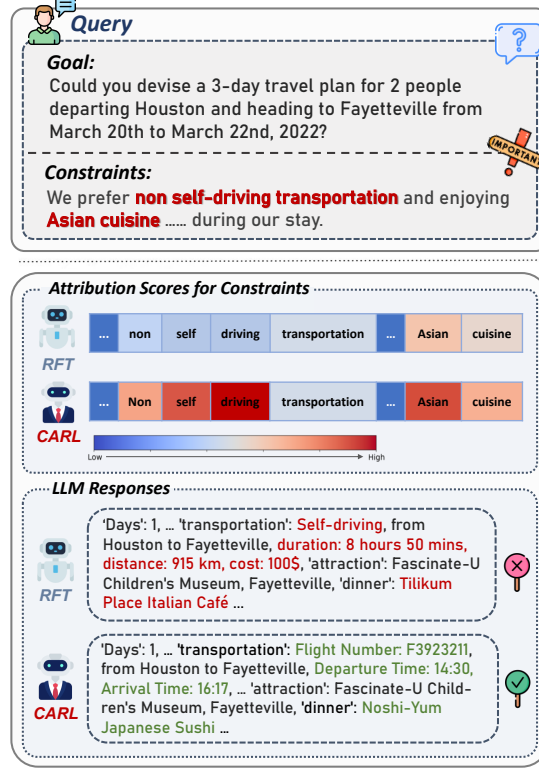 Query
?
Goal:
Could you devise a 3-day travel plan for 2 people
departing Houston and heading to Fayetteville from
March 20th to March 22nd, 2022?
IMPORTANT
Constraints:
We prefer non self-driving transportation and enjoying
Asian cuisine ...... during our stay.
Attribution Scores for Constraints
... non self driving transportation ... Asian cuisine
RFT
... Non self driving transportation ... Asian cuisine
CARL
Low High
LLM Responses
'Days': 1, ... 'transportation': Self-driving, from
Houston to Fayetteville, duration: 8 hours 50 mins,
distance: 915 km, cost: 100$, 'attraction': Fascinate-U
Children's Museum, Fayetteville, 'dinner': Tilikum
Place Italian Café ...
RFT
'Days': 1, ... 'transportation': Flight Number: F3923211,
from Houston to Fayetteville, Departure Time: 14:30,
Arrival Time: 16:17, ... 'attraction': Fascinate-U Child-
ren's Museum, Fayetteville, 'dinner': Noshi-Yum
Japanese Sushi ...
CARL